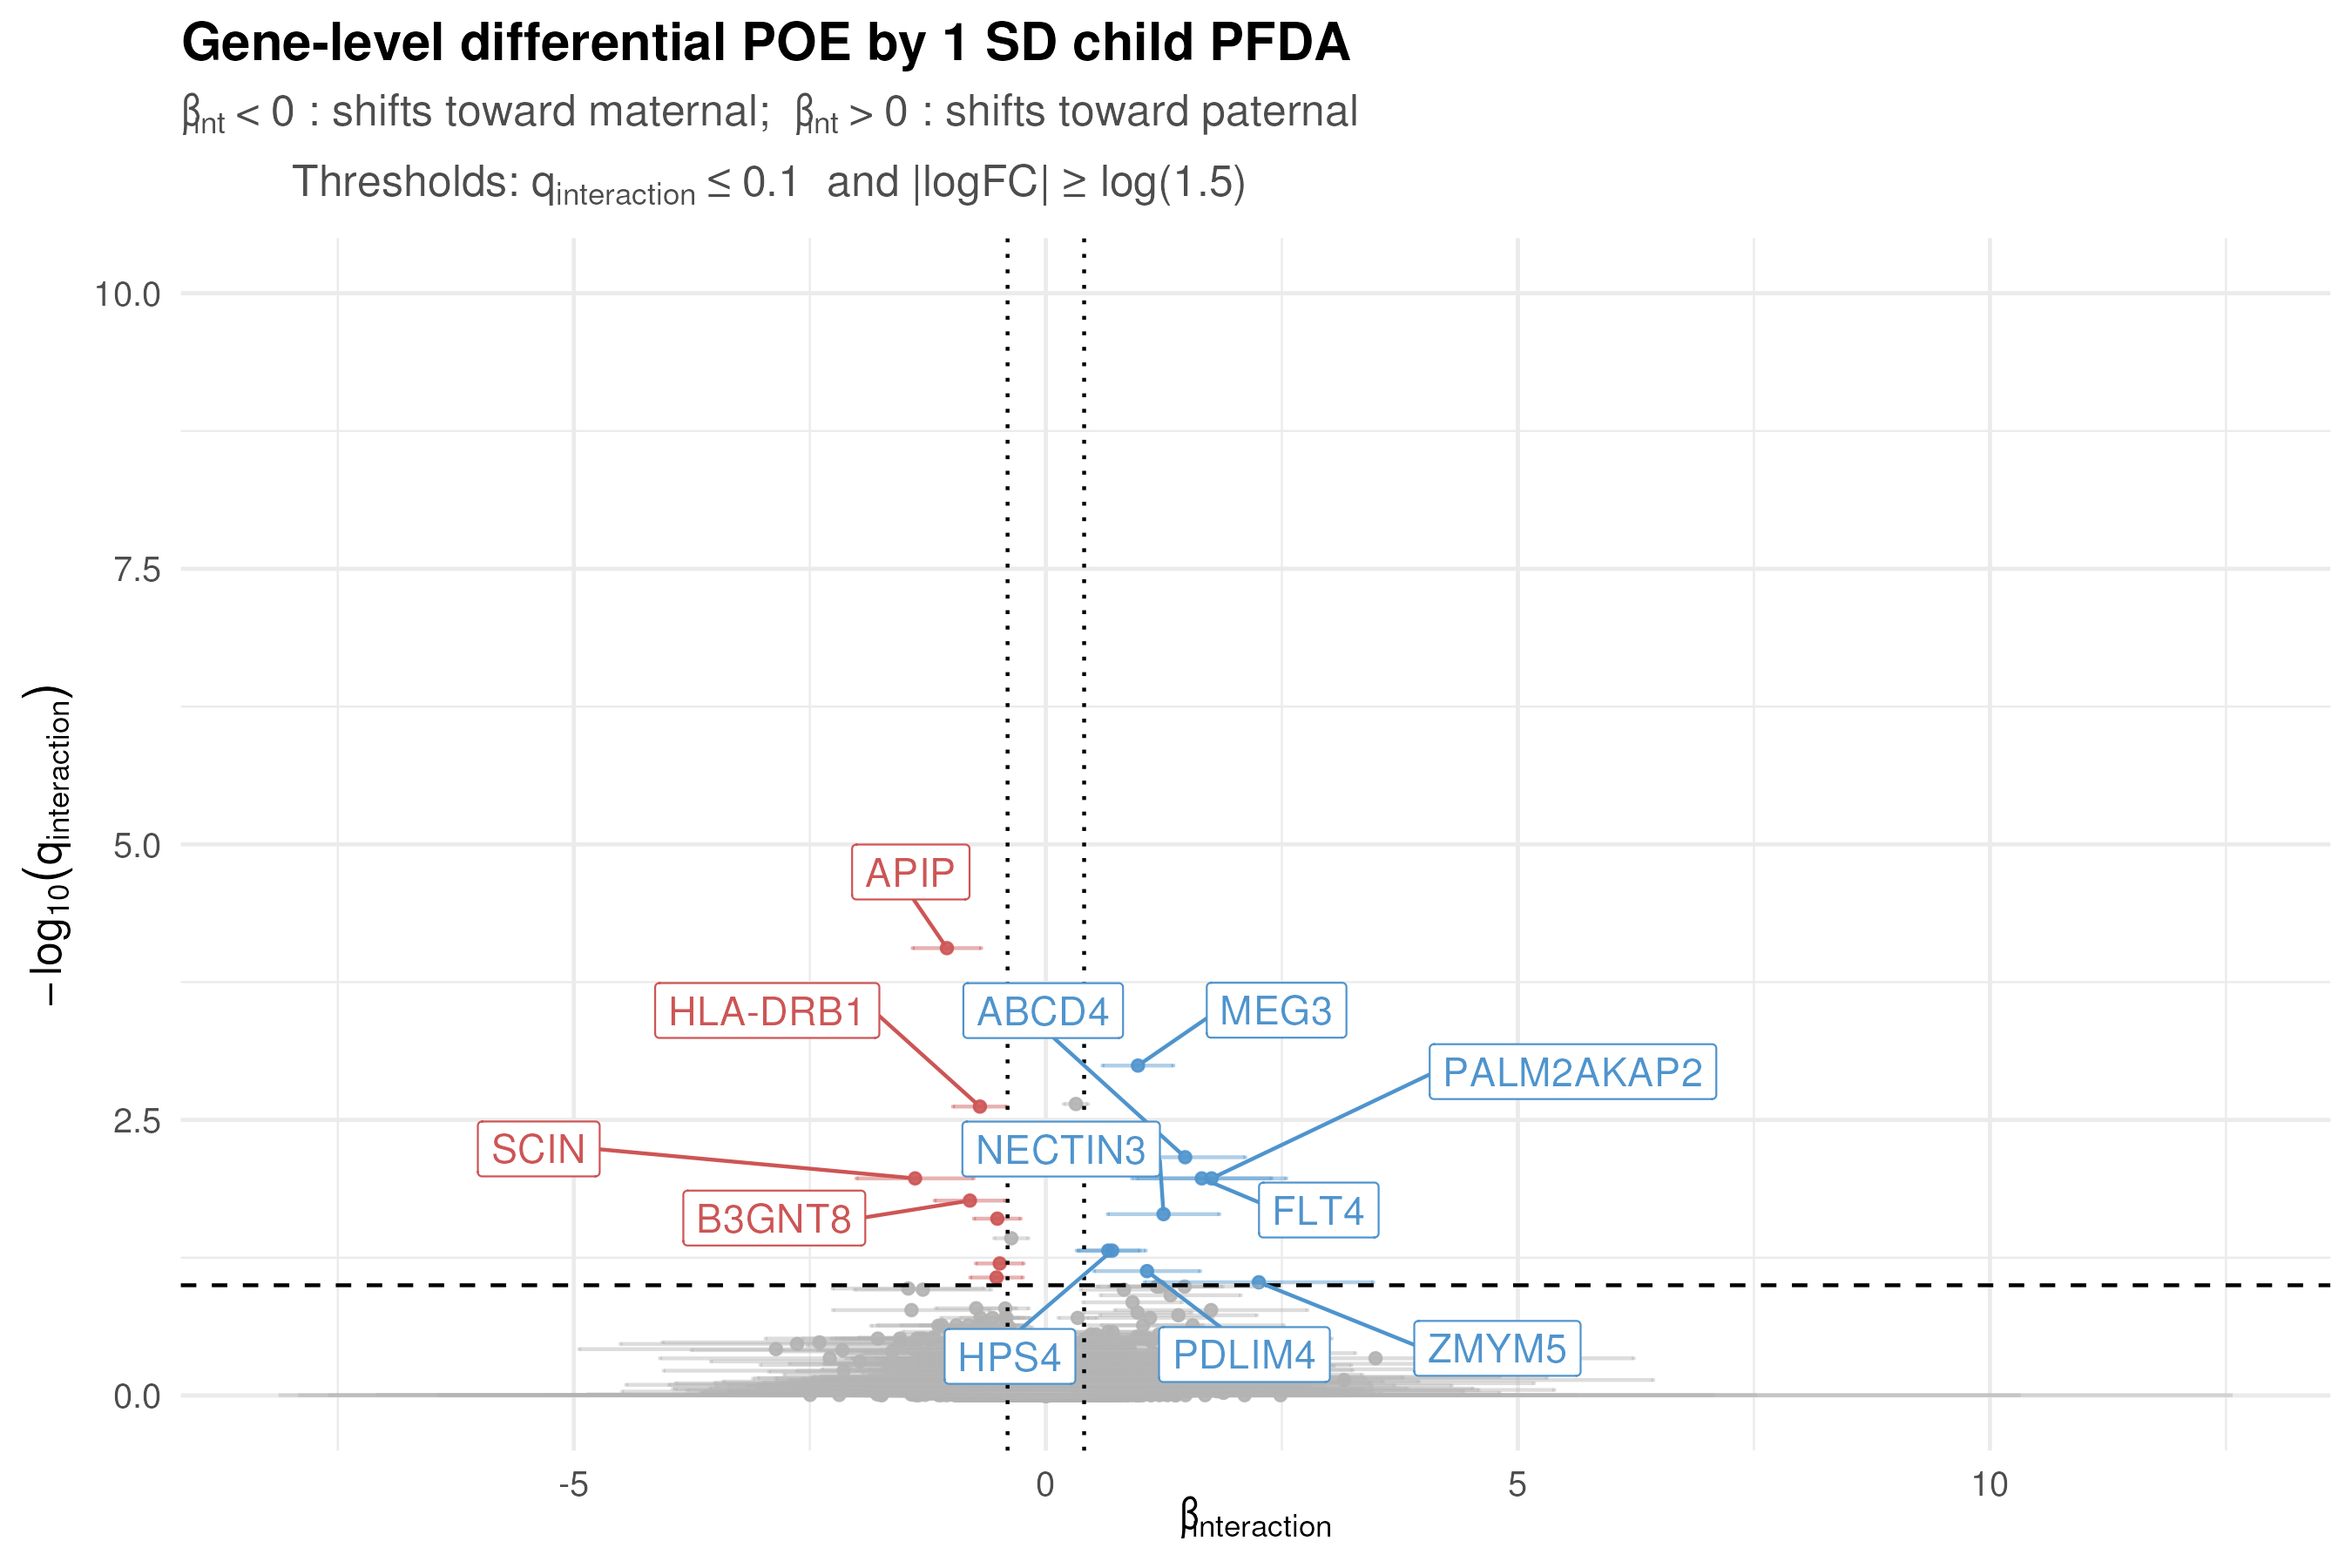 Gene-level differential POE by 1 SD child PFDA
βint < 0 : shifts toward maternal; βint > 0 : shifts toward paternal
Thresholds: qinteraction ≤ 0.1 and |logFC| ≥ log(1.5)
10.0
7.5
5.0
2.5
0.0
−log10(qinteraction)
APIP
HLA-DRB1
ABCD4
MEG3
PALM2AKAP2
SCIN
NECTIN3
B3GNT8
FLT4
HPS4
PDLIM4
ZMYM5
-5
0
5
10
βinteraction